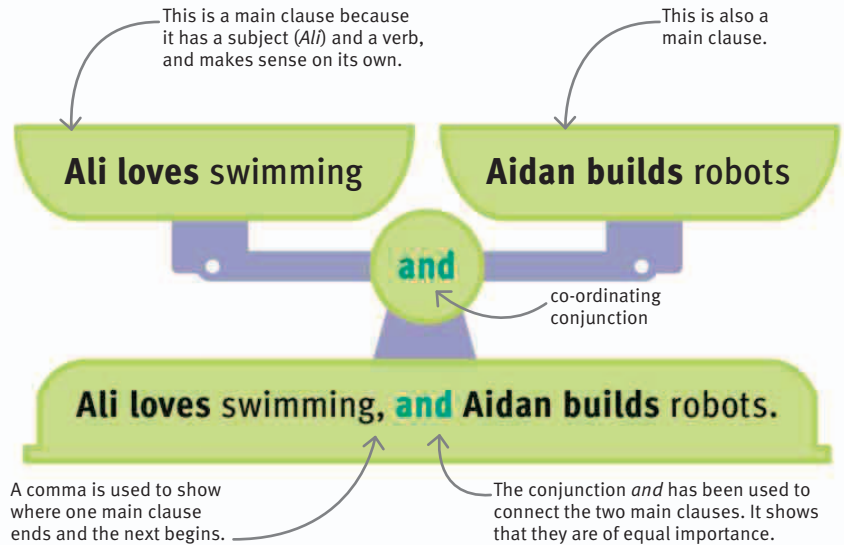 This is a main clause because
it has a subject (Ali) and a verb,
and makes sense on its own.
This is also a
main clause.
Ali loves swimming
Aidan builds robots
and
co-ordinating
conjunction
Ali loves swimming, and Aidan builds robots.
A comma is used to show
where one main clause
ends and the next begins.
The conjunction and has been used to
connect the two main clauses. It shows
that they are of equal importance.